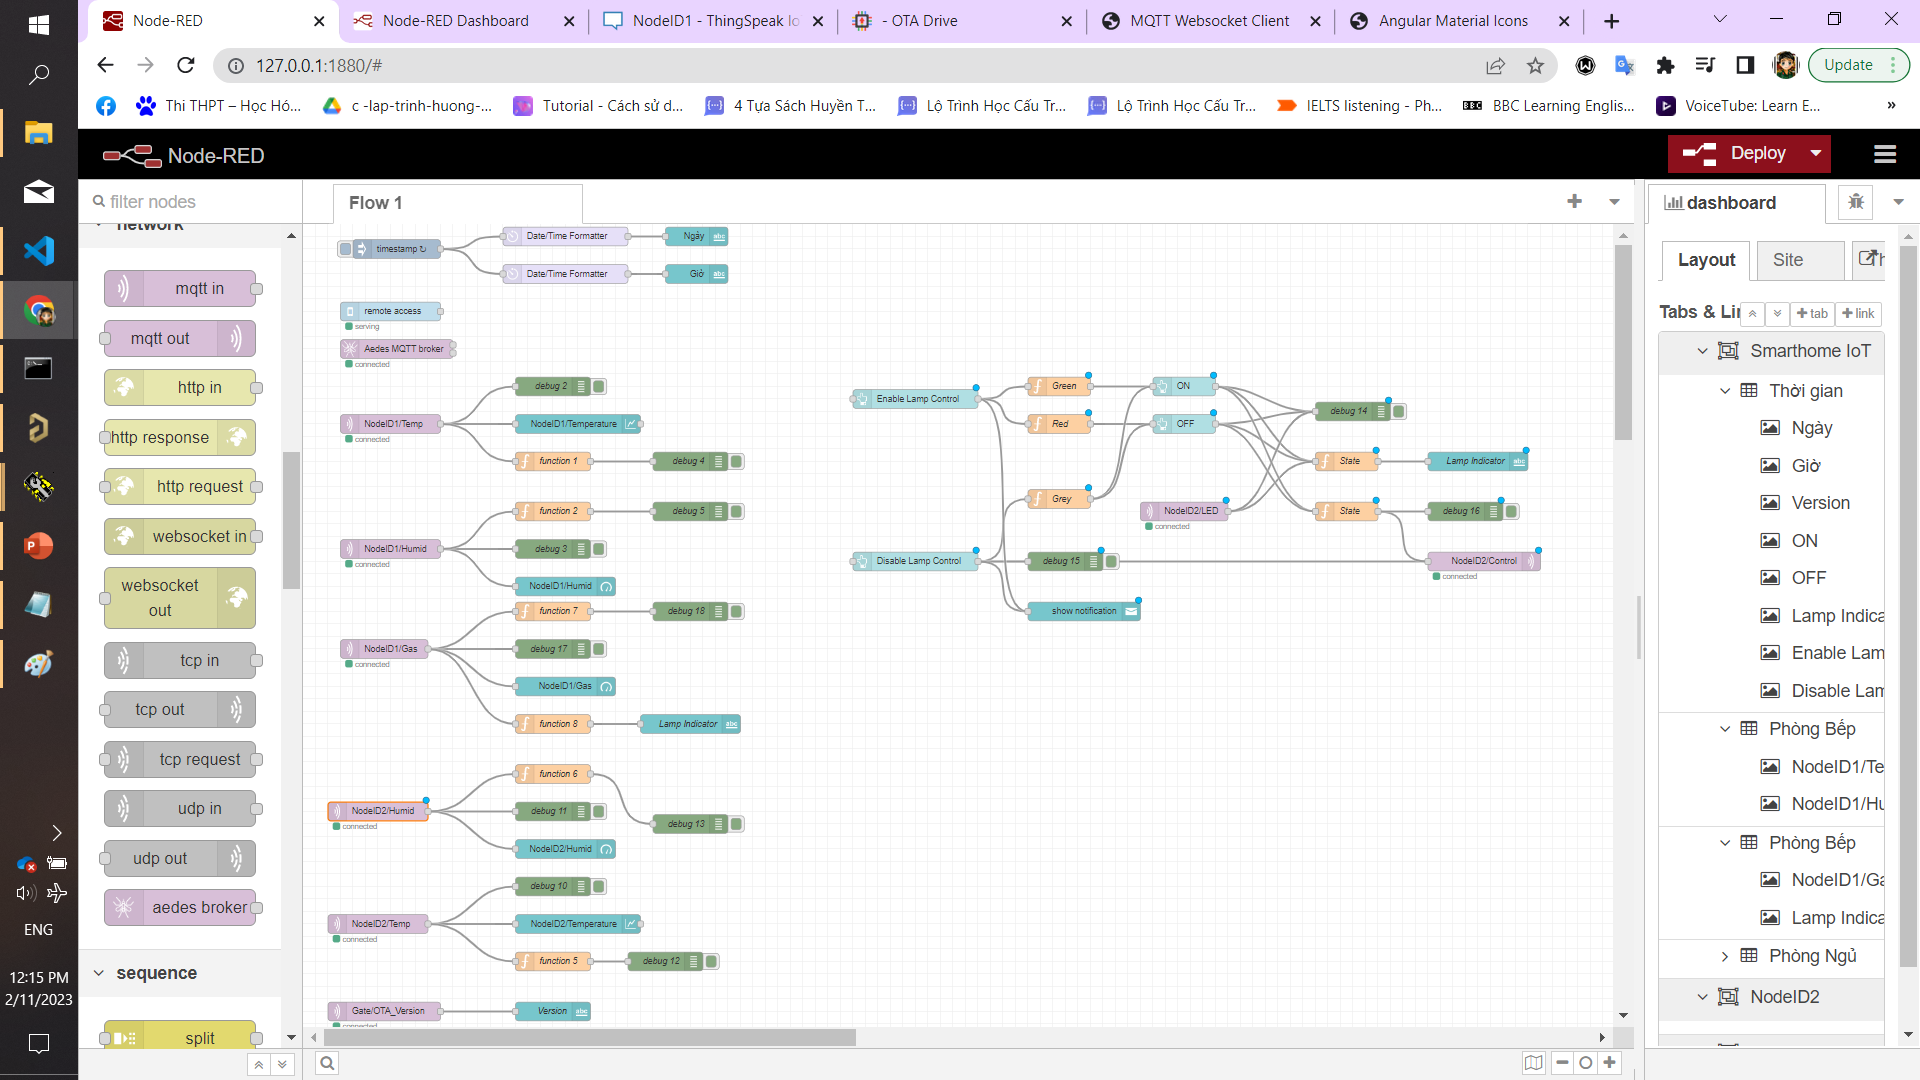 Node-RED
Node-RED Dashboard
NodeID1 - ThingSpeak Io
- OTA Drive
MQTT Websocket Client
Angular Material Icons
127.0.0.1:1880/#
Update
Thi THPT – Học Hó...
c -lap-trinh-huong-...
Tutorial - Cách sử d...
4 Tựa Sách Huyền T...
Lộ Trình Học Cấu Tr...
Lộ Trình Học Cấu Tr...
IELTS listening - Ph...
BBC
BBC Learning Englis...
VoiceTube: Learn E...
»
Node-RED
Deploy
filter nodes
network
mqtt in
mqtt out
http in
http response
http request
websocket in
websocket
out
tcp in
tcp out
tcp request
udp in
udp out
aedes broker
sequence
split
Flow 1
timestamp ↻
Date/Time Formatter
Ngày
abc
Date/Time Formatter
Giờ
abc
remote access
serving
Aedes MQTT broker
connected
debug 2
NodeID1/Temp
connected
NodeID1/Temperature
function 1
debug 4
function 2
debug 5
NodeID1/Humid
connected
debug 3
NodeID1/Humid
function 7
debug 18
NodeID1/Gas
connected
debug 17
NodeID1/Gas
function 8
Lamp Indicator
abc
function 6
NodeID2/Humid
connected
debug 11
debug 13
NodeID2/Humid
debug 10
NodeID2/Temp
connected
NodeID2/Temperature
function 5
debug 12
Gate/OTA_Version
connected
Version
abc
Enable Lamp Control
Green
ON
Red
OFF
debug 14
State
Lamp Indicator
abc
Grey
NodeID2/LED
connected
State
debug 16
Disable Lamp Control
debug 15
NodeID2/Control
connected
show notification
dashboard
Layout
Site
Th
Tabs & Lin
tab
link
Smarthome IoT
Thời gian
Ngày
Giờ
Version
ON
OFF
Lamp Indica
Enable Lam
Disable Lam
Phòng Bếp
NodeID1/Te
NodeID1/Hu
Phòng Bếp
NodeID1/Ga
Lamp Indica
Phòng Ngủ
NodeID2
ENG
12:15 PM
2/11/2023